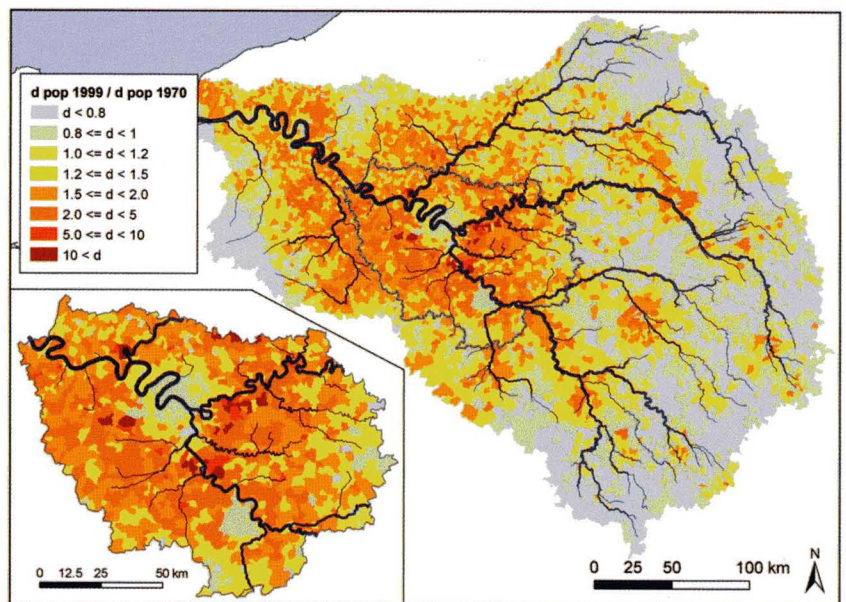 d pop 1999 / d pop 1970
d < 0.8
0.8 <= d < 1
1.0 <= d < 1.2
1.2 <= d < 1.5
1.5 <= d < 2.0
2.0 <= d < 5
5.0 <= d < 10
10 < d
0 12.5 25 50 km
0 25 50 100 km
N